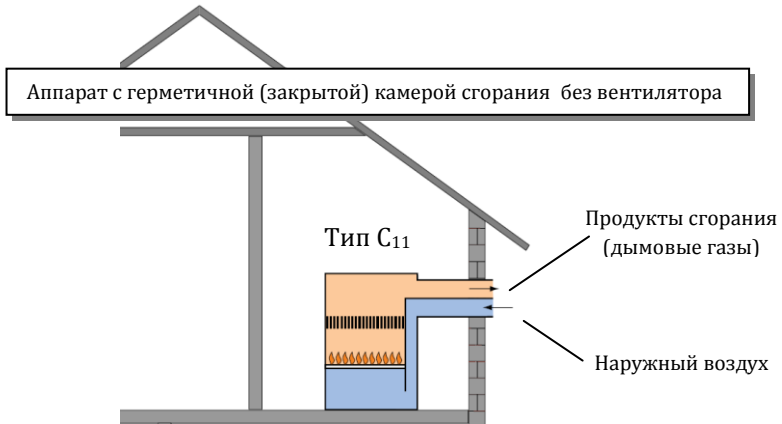 Аппарат с герметичной (закрытой) камерой сгорания без вентилятора
Тип C₁₁
Продукты сгорания
(дымовые газы)
Наружный воздух